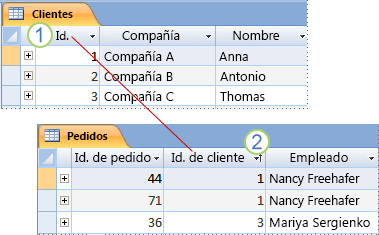 Clientes
1
Id. Compañía Nombre
1 Compañía A Anna
2 Compañía B Antonio
3 Compañía C Thomas
Pedidos
2
Id. de pedido Id. de cliente Empleado
44 1 Nancy Freehafer
71 1 Nancy Freehafer
36 3 Mariya Sergienko